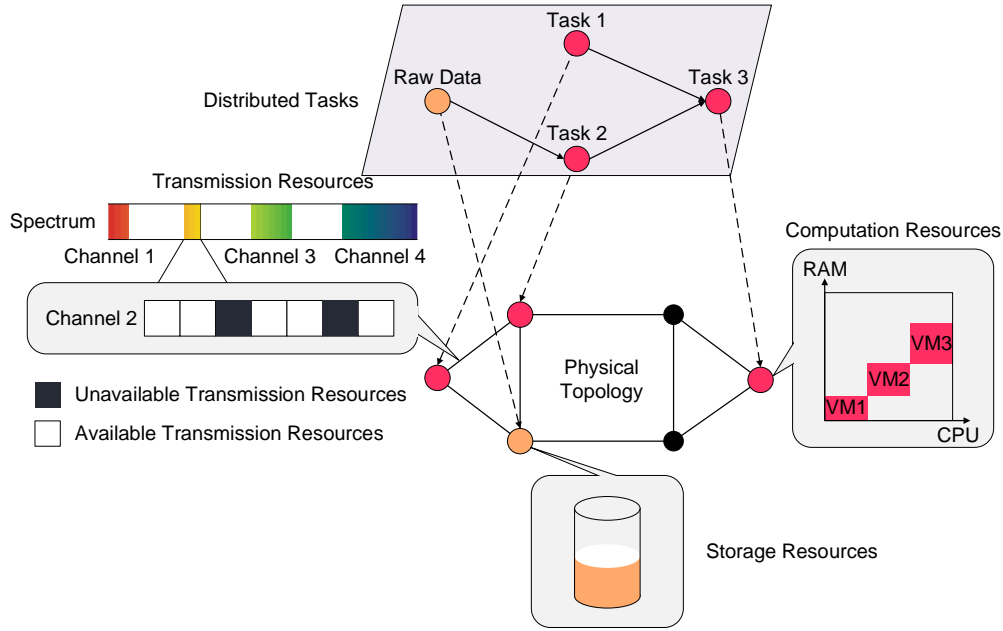 Task 1
Raw Data
Task 3
Distributed Tasks
Task 2
Transmission Resources
Spectrum
Channel 1
Channel 3
Channel 4
Computation Resources
RAM
Channel 2
VM3
Physical
Topology
VM2
Unavailable Transmission Resources
VM1
Available Transmission Resources
CPU
Storage Resources